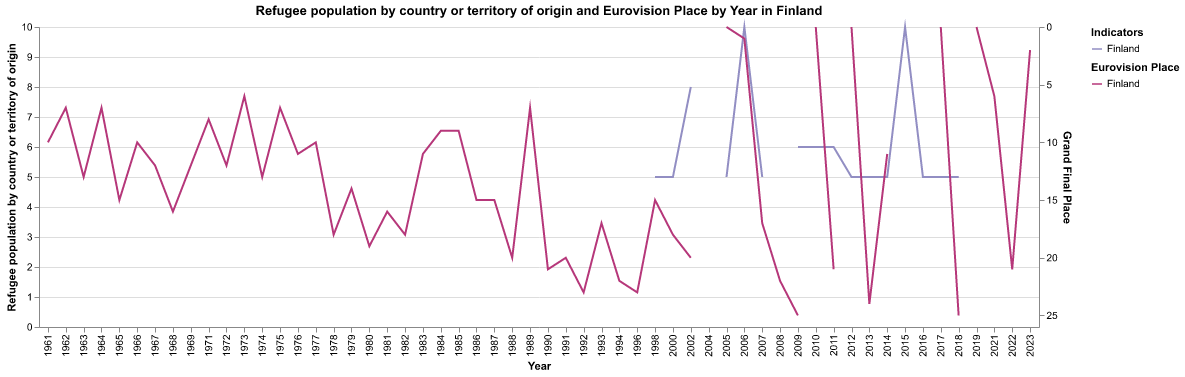 Refugee population by country or territory of origin and Eurovision Place by Year in Finland
Refugee population by country or territory of origin
10
9
8
7
6
5
4
3
2
1
0
0
5
10
15
20
25
Grand Final Place
1961 1962 1963 1964 1965 1966 1967 1968 1969 1971 1972 1973 1974 1975 1976 1977 1978 1979 1980 1981 1982 1983 1984 1985 1986 1987 1988 1989 1990 1991 1992 1993 1994 1996 1998 2000 2002 2004 2005 2006 2007 2008 2009 2010 2011 2012 2013 2014 2015 2016 2017 2018 2019 2021 2022 2023
Year
Indicators
Finland
Eurovision Place
Finland